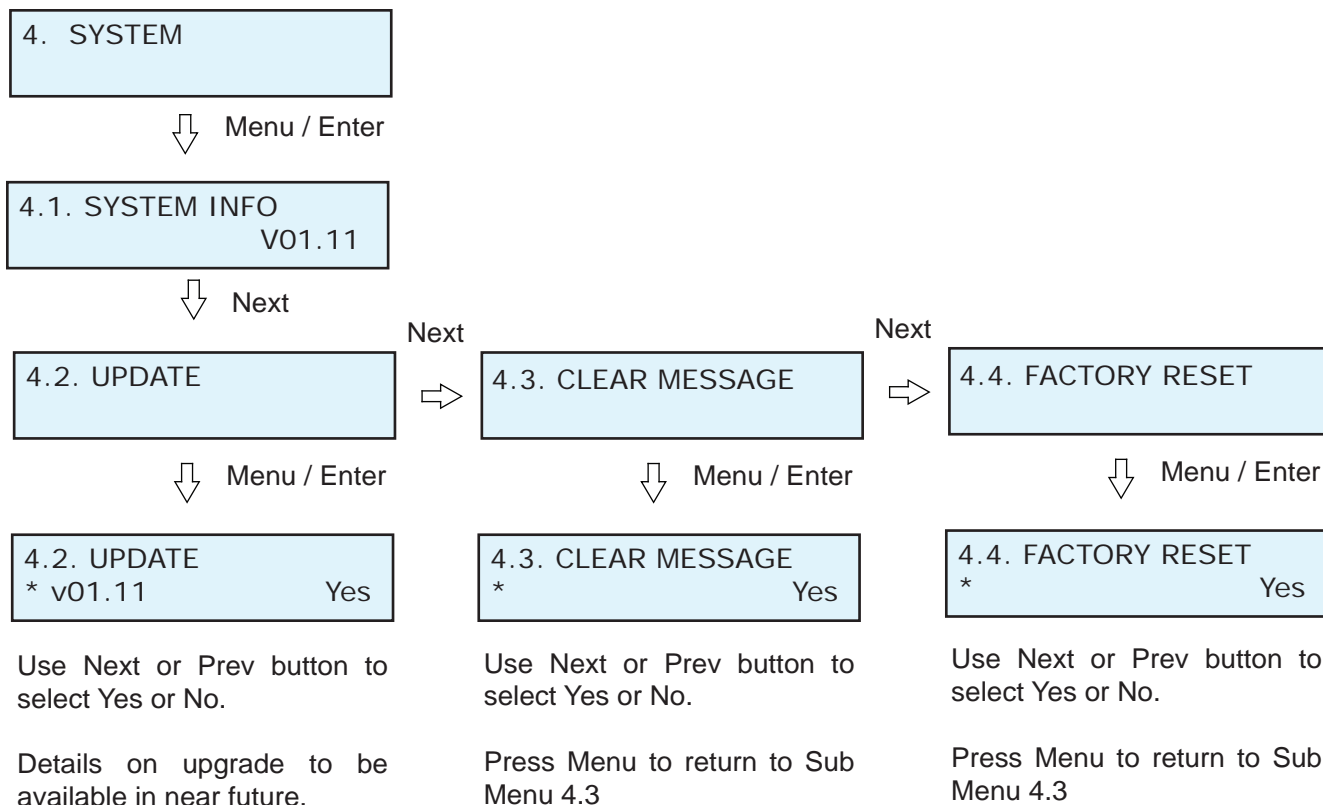 4. SYSTEM
Menu / Enter
4.1. SYSTEM INFO
V01.11
Next
Next
Next
4.2. UPDATE
4.3. CLEAR MESSAGE
4.4. FACTORY RESET
Menu / Enter
Menu / Enter
Menu / Enter
4.2. UPDATE
* v01.11 Yes
4.3. CLEAR MESSAGE
* Yes
4.4. FACTORY RESET
* Yes
Use Next or Prev button to
select Yes or No.
Details on upgrade to be
available in near future.
Use Next or Prev button to
select Yes or No.
Press Menu to return to Sub
Menu 4.3
Use Next or Prev button to
select Yes or No.
Press Menu to return to Sub
Menu 4.3